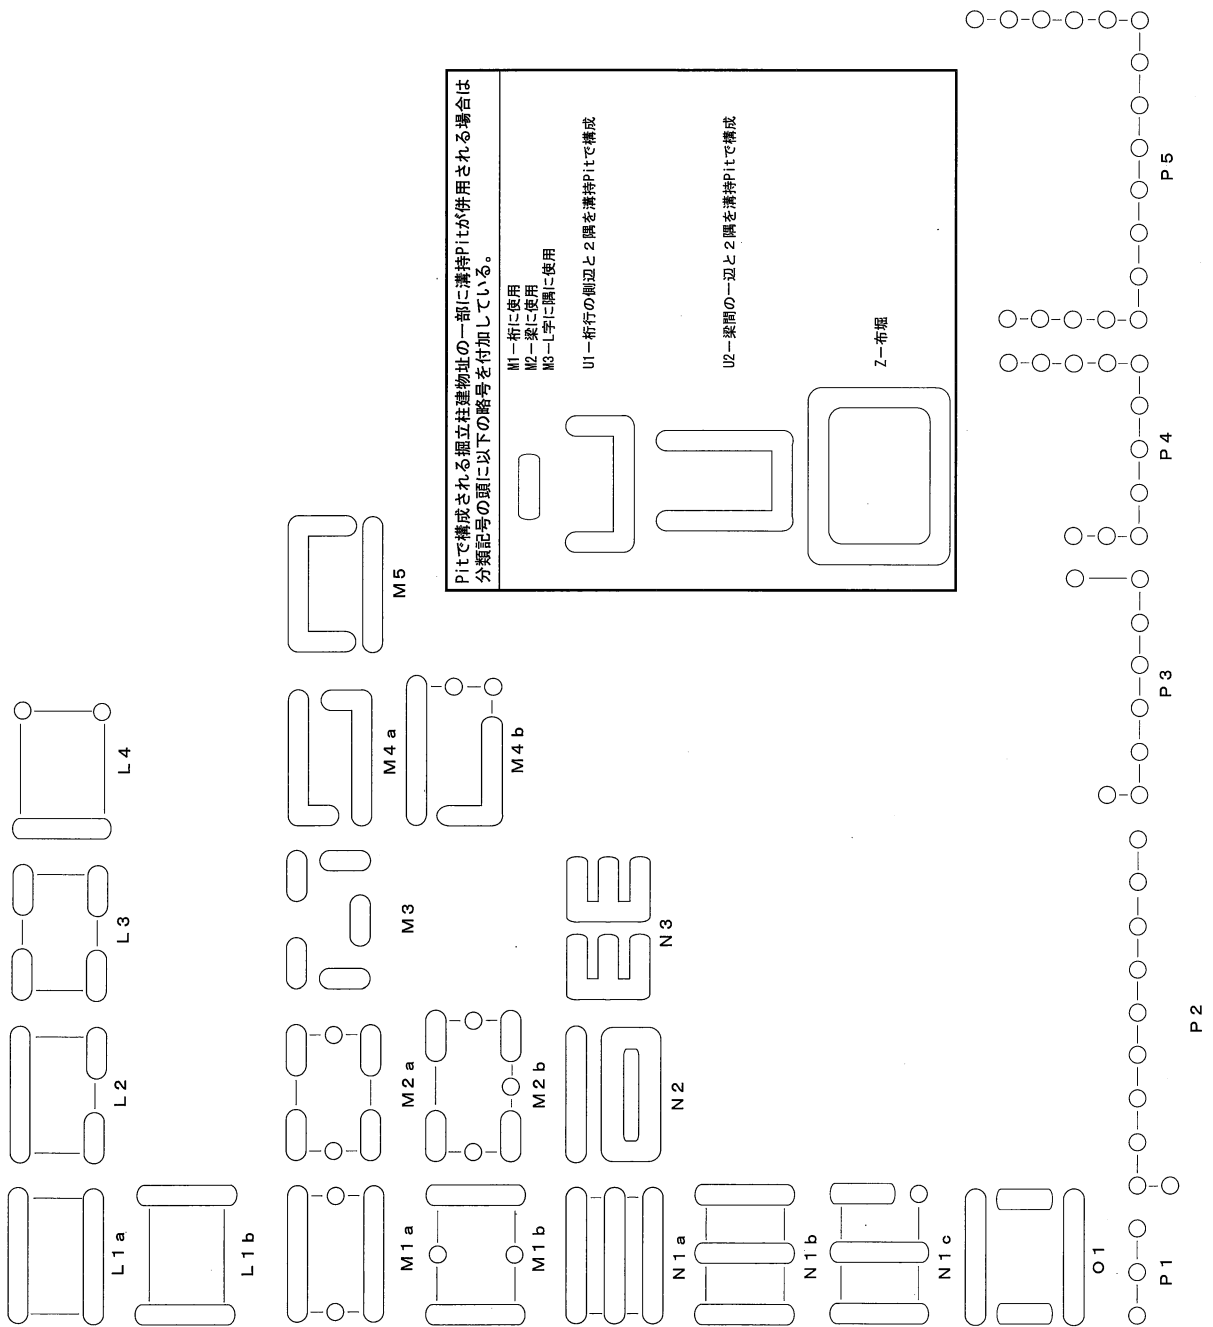 L1a
L2
L3
L4
L1b
M1a
M2a
M3
M4a
M5
M1b
M2b
M4b
N1a
N2
N3
N1b
N1c
O1
P1
P2
P3
P4
P5
Pitで構成される掘立柱建物址の一部に溝持Pitが併用される場合は
分類記号の頭に以下の略号を付加している。
M1－桁に使用
M2－梁に使用
M3－L字に隅に使用
U1－桁行の側辺と2隅を溝持Pitで構成
U2－梁間の一辺と2隅を溝持Pitで構成
Z－布堀